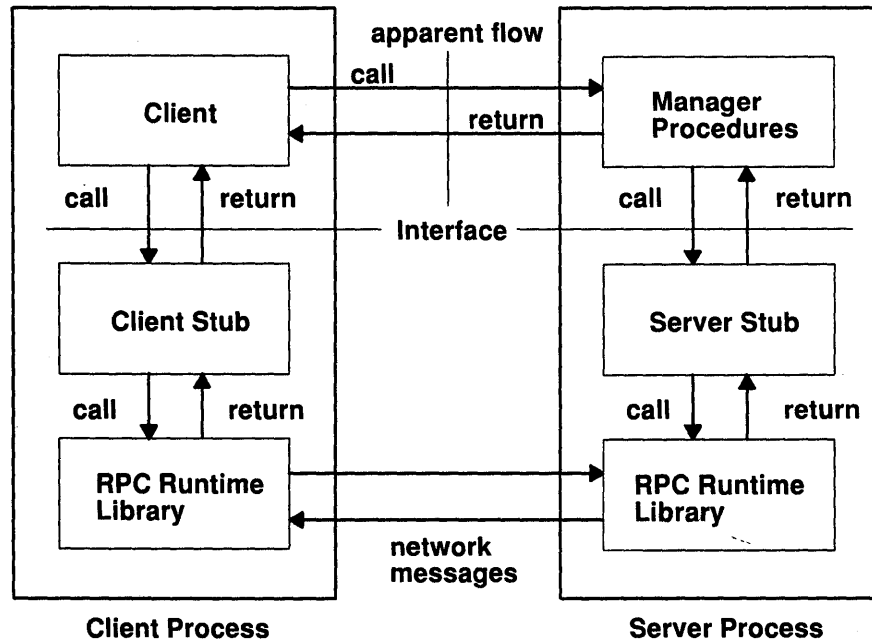 apparent flow
call
return
Client
Manager
Procedures
call
return
call
return
Interface
Client Stub
Server Stub
call
return
call
return
RPC Runtime
Library
RPC Runtime
Library
network
messages
Client Process
Server Process